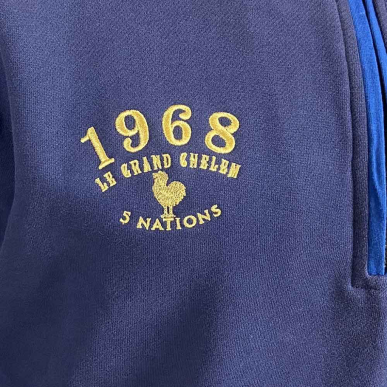 1968
LE GRAND CHELEM
5 NATIONS